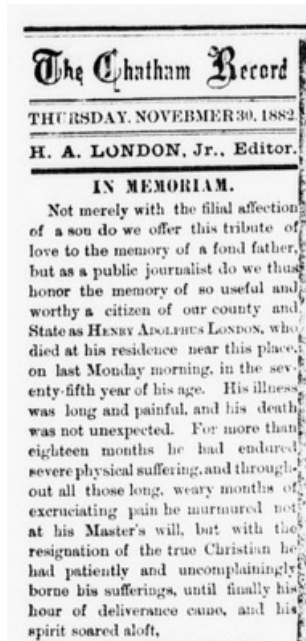 The Chatham Record
THURSDAY, NOVEBMER 30, 1882.
H. A. LONDON, Jr., Editor.
IN MEMORIAM.
Not merely with the filial affection
of a son do we offer this tribute of
love to the memory of a fond father,
but as a public journalist do we thus
honor the memory of so useful and
worthy a citizen of our county and
State as HENRY ADOLPHUS LONDON, who
died at his residence near this place,
on last Monday morning, in the sev-
enty-fifth year of his age. His illness
was long and painful, and his death
was not unexpected. For more than
eighteen months he had endured
severe physical suffering, and through-
out all those long, weary months of
excruciating pain he murmured not
at his Master's will, but with the
resignation of the true Christian he
had patiently and uncomplainingly
borne his sufferings, until finally his
hour of deliverance came, and his
spirit soared aloft,